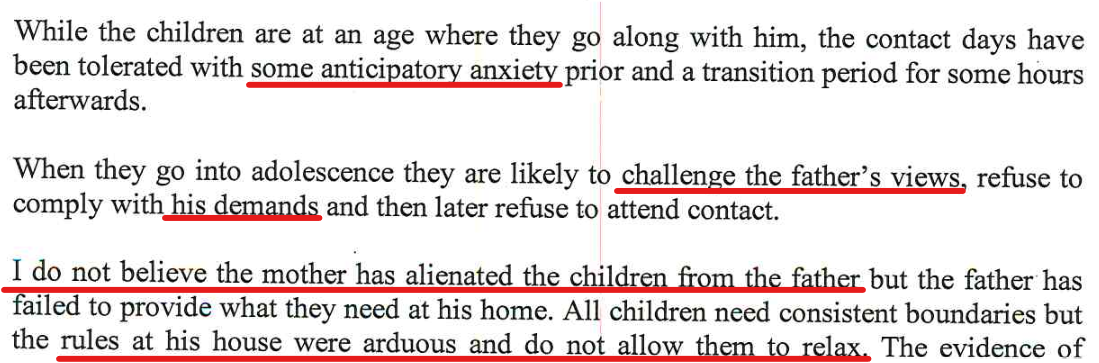 While the children are at an age where they go along with him, the contact days have
been tolerated with some anticipatory anxiety prior and a transition period for some hours
afterwards.
When they go into adolescence they are likely to challenge the father's views, refuse to
comply with his demands and then later refuse to attend contact.
I do not believe the mother has alienated the children from the father but the father has
failed to provide what they need at his home. All children need consistent boundaries but
the rules at his house were arduous and do not allow them to relax. The evidence of